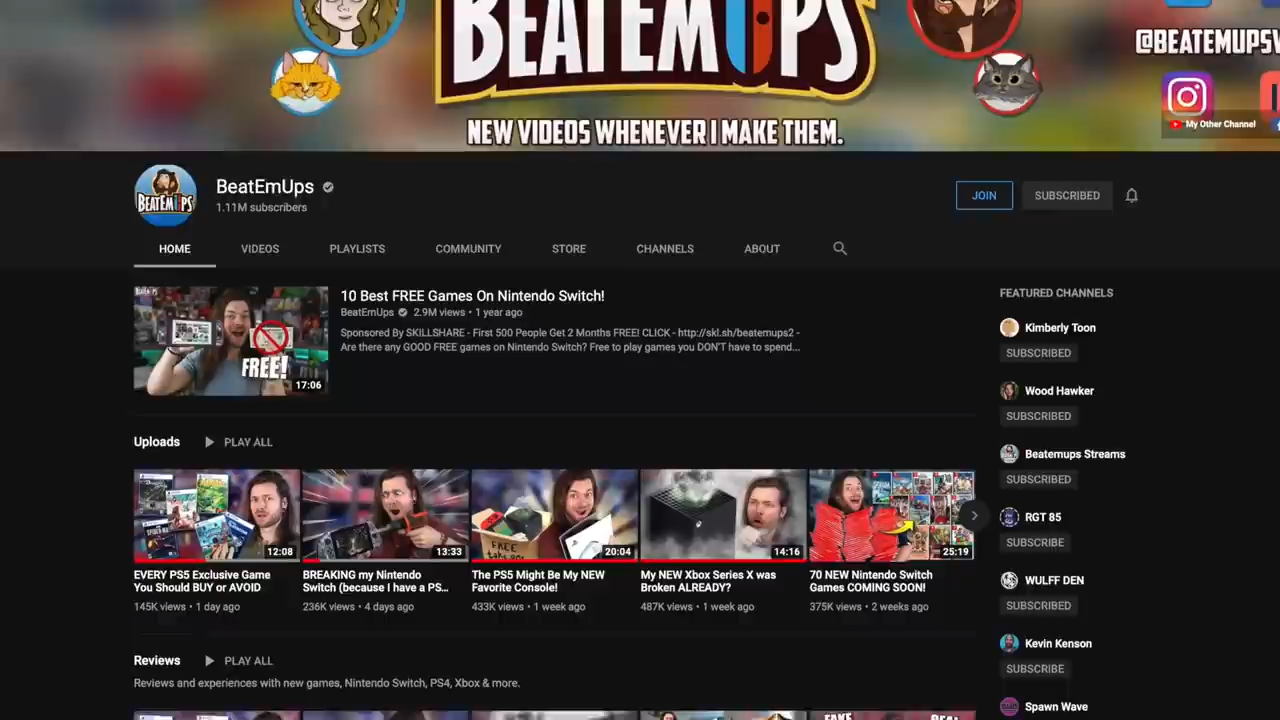 BEATEMUPS
@BEATEMUPSW
NEW VIDEOS WHENEVER I MAKE THEM.
My Other Channel
BEATEMUPS
BeatEmUps
1.11M subscribers
JOIN
SUBSCRIBED
HOME
VIDEOS
PLAYLISTS
COMMUNITY
STORE
CHANNELS
ABOUT
BEATEMUPS
FREE!
17:06
10 Best FREE Games On Nintendo Switch!
BeatEmUps 2.9M views • 1 year ago
Sponsored By SKILLSHARE - First 500 People Get 2 Months FREE! CLICK - http://skl.sh/beatemups2 -
Are there any GOOD FREE games on Nintendo Switch? Free to play games you DON'T have to spend...
Uploads
PLAY ALL
12:08
EVERY PS5 Exclusive Game
You Should BUY or AVOID
145K views • 1 day ago
13:33
BREAKING my Nintendo
Switch (because I have a PS...
236K views • 4 days ago
FREE
20:04
The PS5 Might Be My NEW
Favorite Console!
433K views • 1 week ago
14:16
My NEW Xbox Series X was
Broken ALREADY?
487K views • 1 week ago
25:19
70 NEW Nintendo Switch
Games COMING SOON!
375K views • 2 weeks ago
Reviews
PLAY ALL
Reviews and experiences with new games, Nintendo Switch, PS4, Xbox & more.
FEATURED CHANNELS
Kimberly Toon
SUBSCRIBED
Wood Hawker
SUBSCRIBED
Beatemups Streams
SUBSCRIBED
RGT 85
SUBSCRIBE
WULFF DEN
SUBSCRIBED
Kevin Kenson
SUBSCRIBE
Spawn Wave